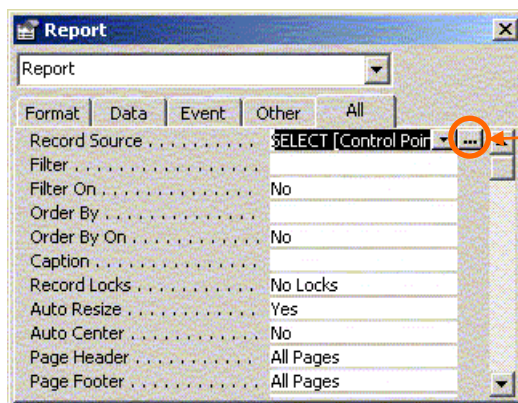 Report
Report
Format Data Event Other All
Record Source . . . . . . . . . . SELECT [Control Poin ...
Filter . . . . . . . . . . . . . . . . .
Filter On . . . . . . . . . . . . . . No
Order By . . . . . . . . . . . . . .
Order By On . . . . . . . . . . . No
Caption . . . . . . . . . . . . . . .
Record Locks . . . . . . . . . . . No Locks
Auto Resize . . . . . . . . . . . . Yes
Auto Center . . . . . . . . . . . . No
Page Header . . . . . . . . . . . All Pages
Page Footer . . . . . . . . . . . . All Pages